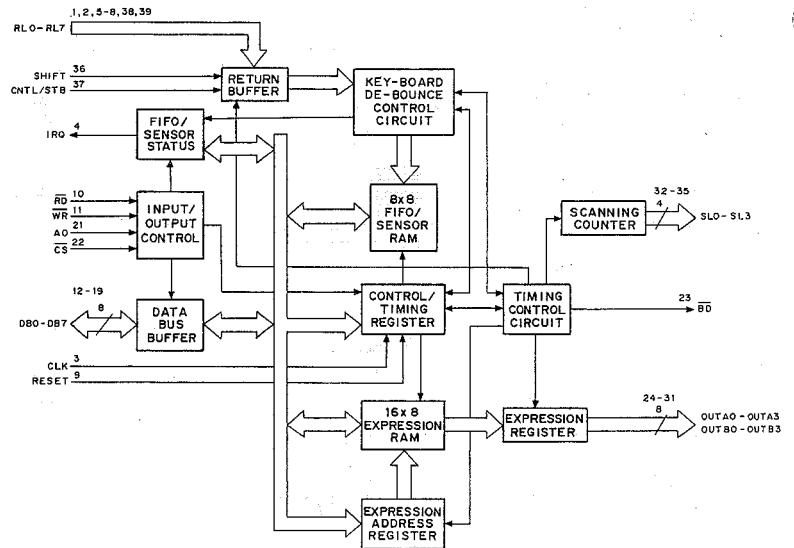 1, 2, 5-8, 38, 39
RL0-RL7
SHIFT 36
CNTL/STB 37
RETURN
BUFFER
KEY-BOARD
DE-BOUNCE
CONTROL
CIRCUIT
IRQ 4
FIFO/
SENSOR
STATUS
RD 10
WR 11
A0 21
CS 22
INPUT/
OUTPUT
CONTROL
8x8
FIFO/
SENSOR
RAM
SCANNING
COUNTER
32-35
4
SL0-SL3
12-19
8
DB0-DB7
DATA
BUS
BUFFER
CONTROL/
TIMING
REGISTER
TIMING
CONTROL
CIRCUIT
23
BD
CLK 3
RESET 9
16x8
EXPRESSION
RAM
EXPRESSION
REGISTER
24-31
8
OUTA0-OUTA3
OUTB0-OUTB3
EXPRESSION
ADDRESS
REGISTER